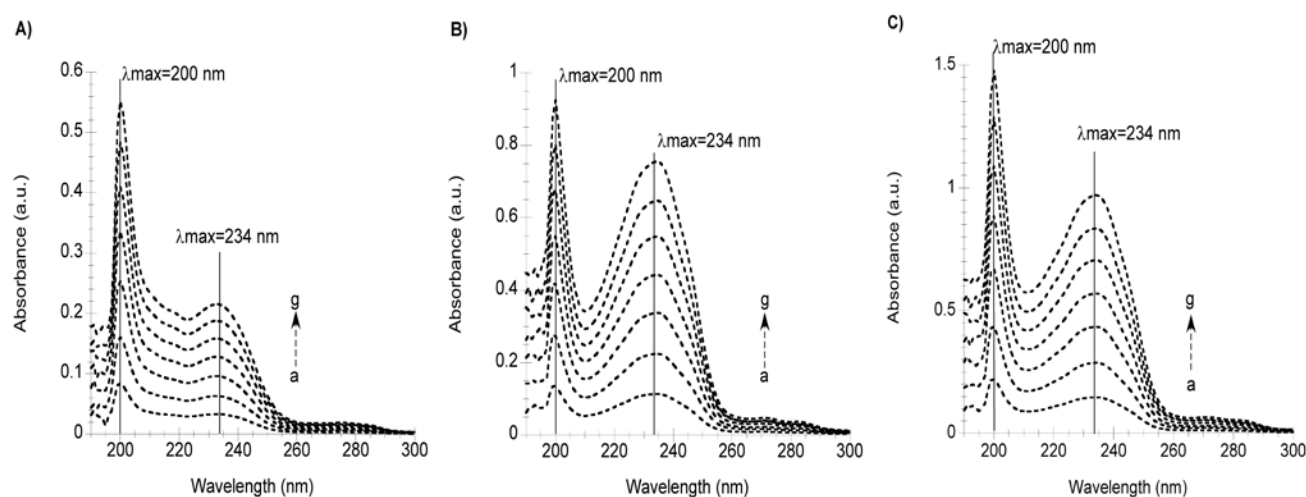 A)
λmax=200 nm
λmax=234 nm
0.6
0.5
0.4
0.3
0.2
0.1
0
Absorbance (a.u.)
g
a
200 220 240 260 280 300
Wavelength (nm)
B)
λmax=200 nm
λmax=234 nm
1
0.8
0.6
0.4
0.2
0
Absorbance (a.u.)
g
a
200 220 240 260 280 300
Wavelength (nm)
C)
λmax=200 nm
λmax=234 nm
1.5
1
0.5
0
Absorbance (a.u.)
g
a
200 220 240 260 280 300
Wavelength (nm)